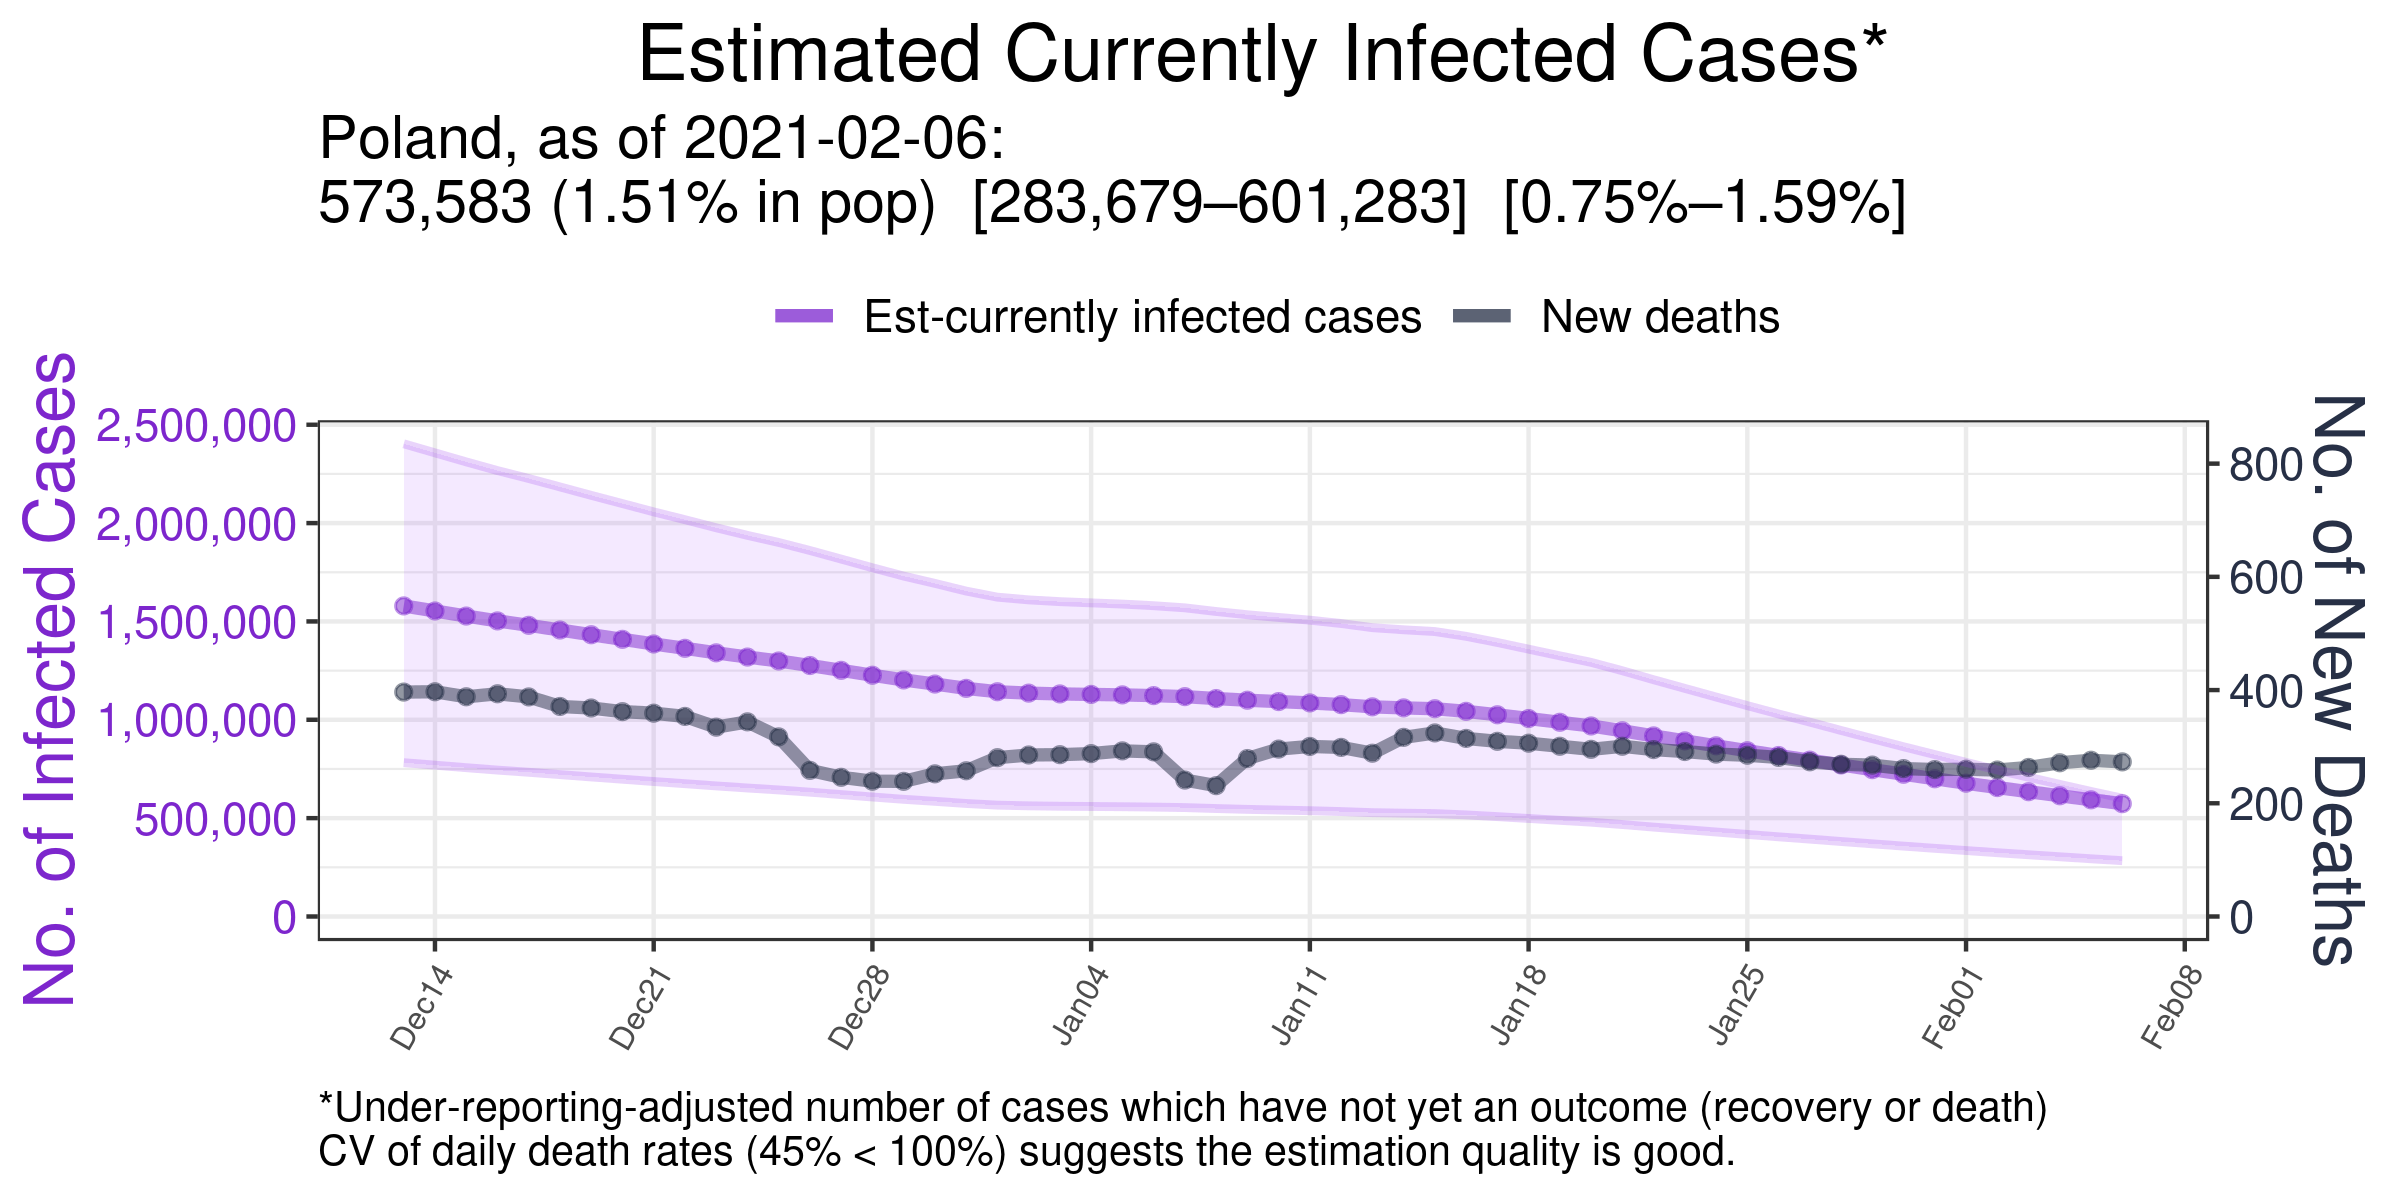 Estimated Currently Infected Cases*
Poland, as of 2021-02-06:
573,583 (1.51% in pop)  [283,679–601,283]  [0.75%–1.59%]
Est-currently infected cases
New deaths
No. of Infected Cases
2,500,000
2,000,000
1,500,000
1,000,000
500,000
0
800
600
400
200
0
No. of New Deaths
Dec14
Dec21
Dec28
Jan04
Jan11
Jan18
Jan25
Feb01
Feb08
*Under-reporting-adjusted number of cases which have not yet an outcome (recovery or death)
CV of daily death rates (45% < 100%) suggests the estimation quality is good.